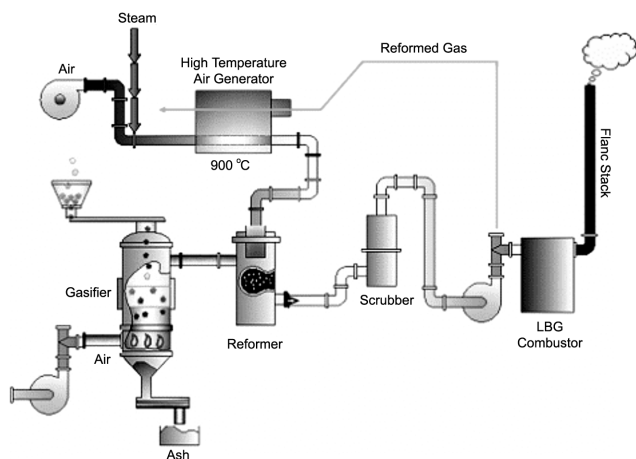 Steam
Air
High Temperature
Air Generator
Reformed Gas
900 °C
Flanc Stack
Gasifier
Air
Reformer
Scrubber
LBG
Combustor
Ash